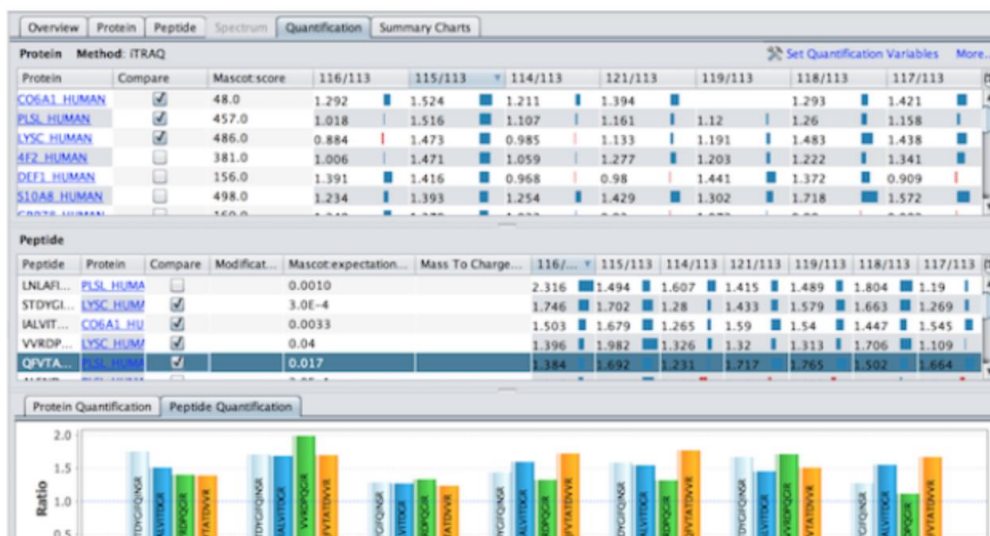 Overview Protein Peptide Spectrum Quantification Summary Charts
Protein Method: iTRAQ Set Quantification Variables More..
Protein Compare Mascot:score 116/113 115/113 114/113 121/113 119/113 118/113 117/113
CO6A1_HUMAN 48.0 1.292 1.524 1.211 1.394 1.293 1.421
PLSL_HUMAN 457.0 1.018 1.516 1.107 1.161 1.12 1.26 1.158
LYSC_HUMAN 486.0 0.884 1.473 0.985 1.133 1.191 1.483 1.438
4F2_HUMAN 381.0 1.006 1.471 1.059 1.277 1.203 1.222 1.341
DEF1_HUMAN 156.0 1.391 1.416 0.968 0.98 1.441 1.372 0.909
S10A8_HUMAN 498.0 1.234 1.393 1.254 1.429 1.302 1.718 1.572
Peptide
Peptide Protein Compare Modificat... Mascot:expectation... Mass To Charge... 116/... 115/113 114/113 121/113 119/113 118/113 117/113
LNLAFI... PLSL_HUMA 0.0010 2.316 1.494 1.607 1.415 1.489 1.804 1.19
STDYGI... LYSC_HUMA 3.0E-4 1.746 1.702 1.28 1.433 1.579 1.663 1.269
IALVIT... CO6A1_HU 0.0033 1.503 1.679 1.265 1.59 1.54 1.447 1.545
VVRDP... LYSC_HUMA 0.04 1.396 1.982 1.326 1.32 1.313 1.706 1.109
QFVTA... PLSL_HUMA 0.017 1.384 1.692 1.231 1.717 1.765 1.502 1.664
Protein Quantification Peptide Quantification
2.0
1.5
1.0
0.5
Ratio